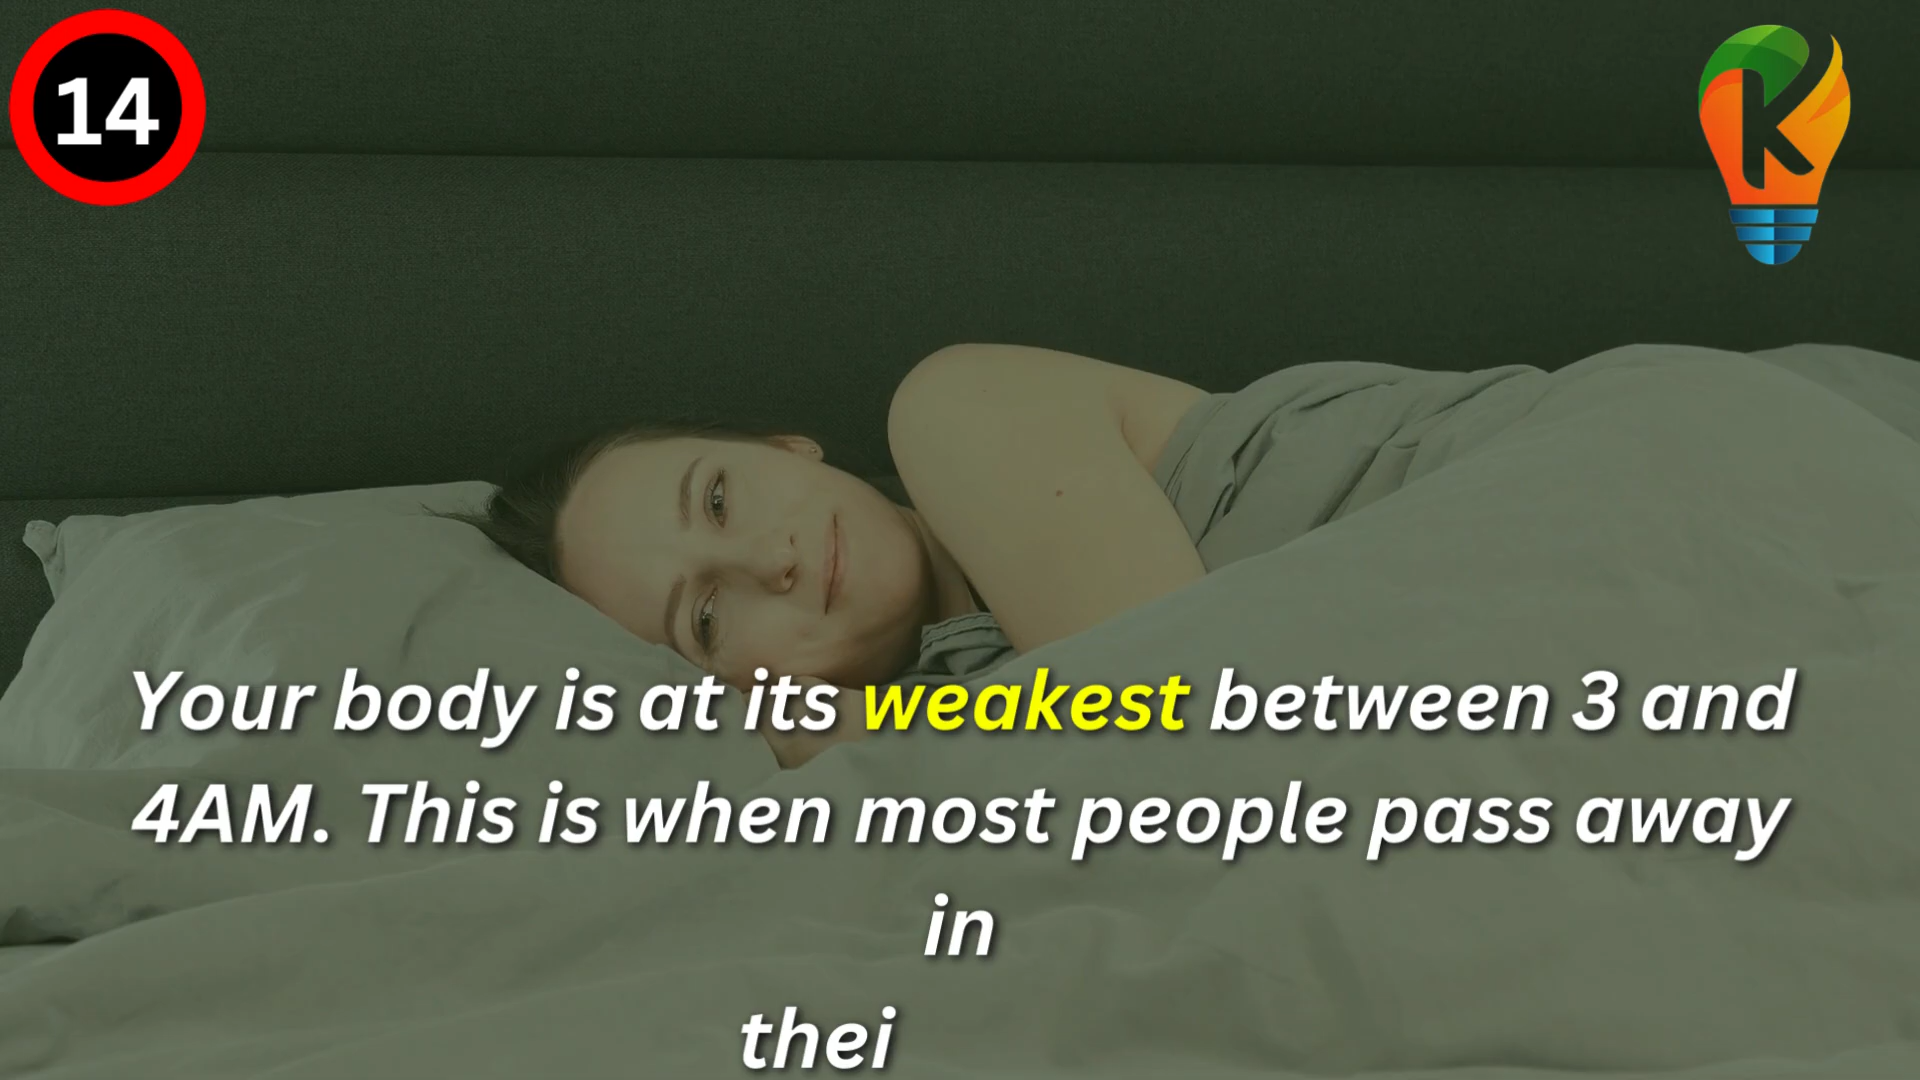 14
K
Your body is at its weakest between 3 and
4AM. This is when most people pass away
in
thei